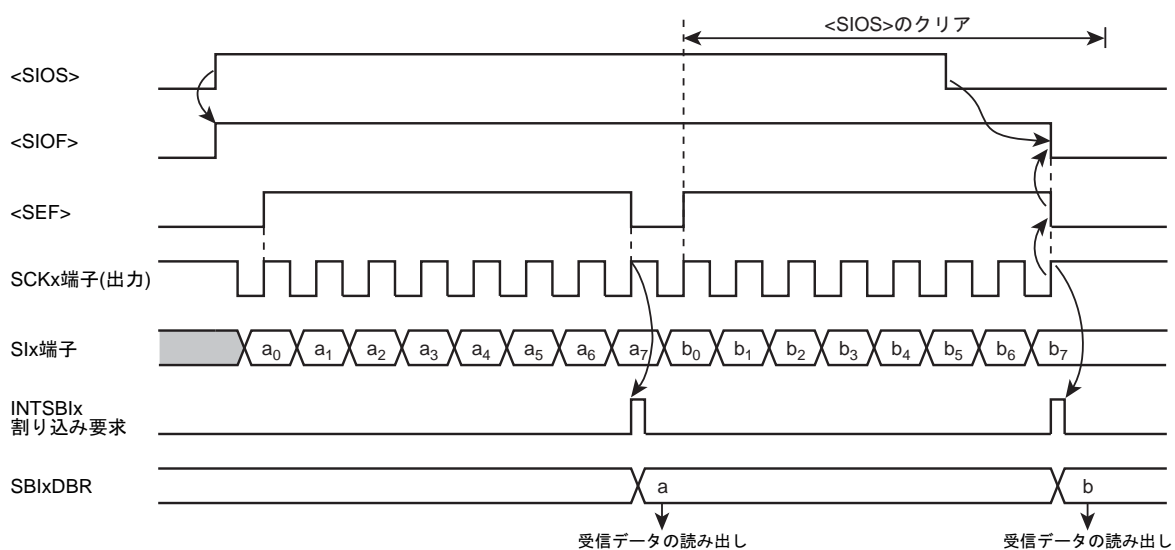 <SIOS>のクリア
<SIOS>
<SIOF>
<SEF>
SCKx端子(出力)
SIx端子
a0 a1 a2 a3 a4 a5 a6 a7 b0 b1 b2 b3 b4 b5 b6 b7
INTSBIx
割り込み要求
SBIxDBR
a b
受信データの読み出し 受信データの読み出し